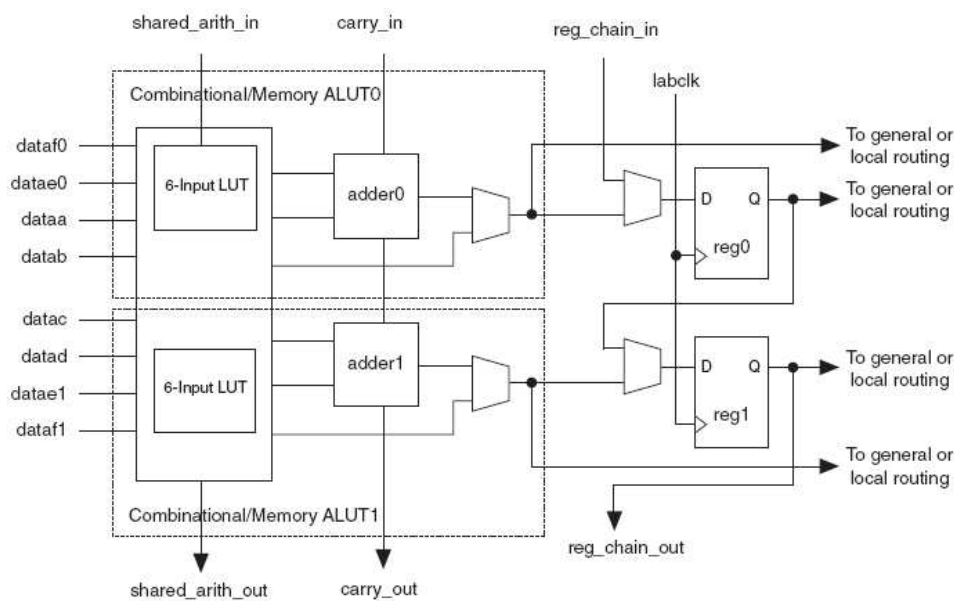 shared_arith_in
carry_in
reg_chain_in
labclk
Combinational/Memory ALUT0
dataf0
datae0
dataa
datab
6-Input LUT
adder0
D
Q
reg0
To general or
local routing
To general or
local routing
datac
datad
datae1
dataf1
6-Input LUT
adder1
D
Q
reg1
To general or
local routing
To general or
local routing
Combinational/Memory ALUT1
reg_chain_out
shared_arith_out
carry_out